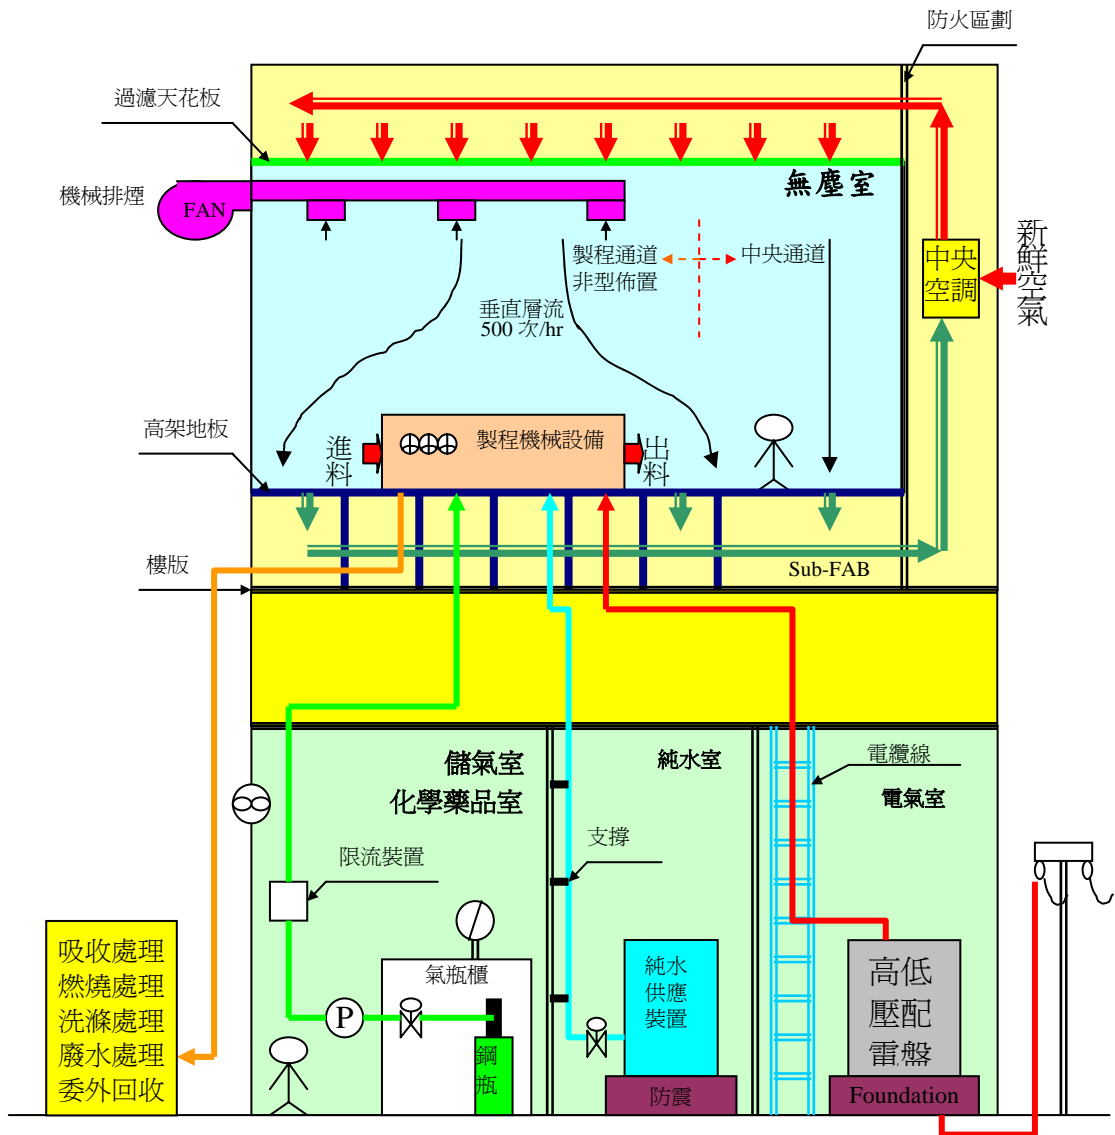 防火區劃
過濾天花板
無塵室
機械排煙
FAN
製程通道
非型佈置
中央通道
中央
空調
新鮮空氣
垂直層流
500 次/hr
高架地板
進料
製程機械設備
出料
樓版
Sub-FAB
儲氣室
化學藥品室
純水室
電纜線
電氣室
支撐
限流裝置
吸收處理
燃燒處理
洗滌處理
廢水處理
委外回收
氣瓶櫃
P
鋼
瓶
純水
供應
裝置
防震
高低
壓配
電盤
Foundation